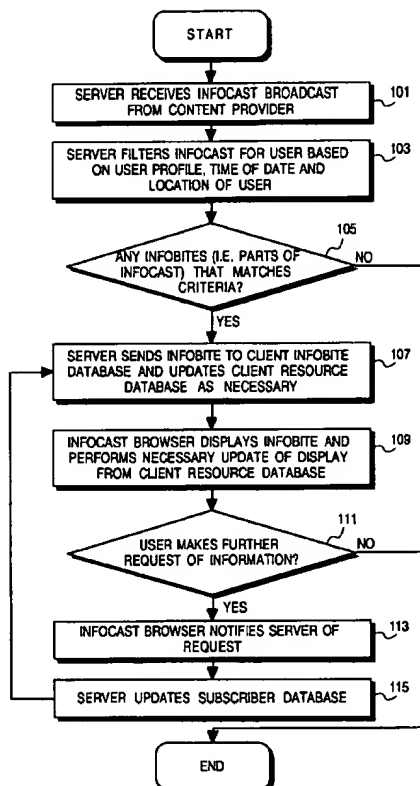 START
SERVER RECEIVES INFOCAST BROADCAST
FROM CONTENT PROVIDER
101
SERVER FILTERS INFOCAST FOR USER BASED
ON USER PROFILE, TIME OF DATE AND
LOCATION OF USER
103
105
ANY INFOBITES (I.E. PARTS OF
INFOCAST) THAT MATCHES
CRITERIA?
NO
YES
SERVER SENDS INFOBITE TO CLIENT INFOBITE
DATABASE AND UPDATES CLIENT RESOURCE
DATABASE AS NECESSARY
107
INFOCAST BROWSER DISPLAYS INFOBITE AND
PERFORMS NECESSARY UPDATE OF DISPLAY
FROM CLIENT RESOURCE DATABASE
109
111
USER MAKES FURTHER
REQUEST OF INFORMATION?
NO
YES
INFOCAST BROWSER NOTIFIES SERVER OF
REQUEST
113
SERVER UPDATES SUBSCRIBER DATABASE
115
END